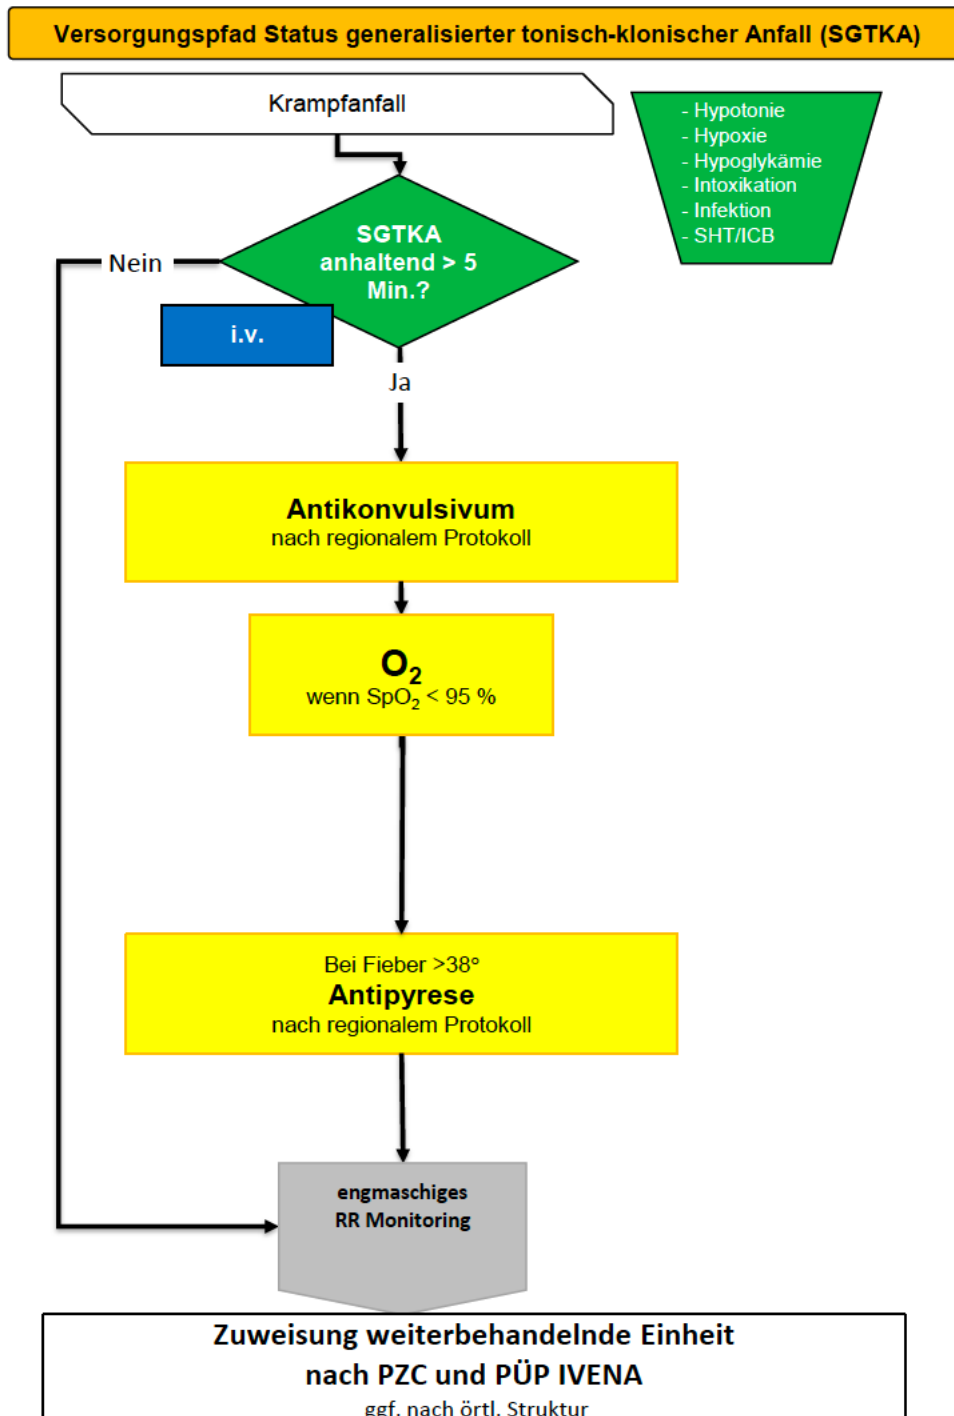 Versorgungspfad Status generalisierter tonisch-klonischer Anfall (SGTKA)
Krampfanfall
- Hypotonie
- Hypoxie
- Hypoglykämie
- Intoxikation
- Infektion
- SHT/ICB
SGTKA
anhaltend > 5
Min.?
Nein
i.v.
Ja
Antikonvulsivum
nach regionalem Protokoll
O₂
wenn SpO₂ < 95 %
Bei Fieber >38°
Antipyrese
nach regionalem Protokoll
engmaschiges
RR Monitoring
Zuweisung weiterbehandelnde Einheit
nach PZC und PÜP IVENA
ggf. nach örtl. Struktur